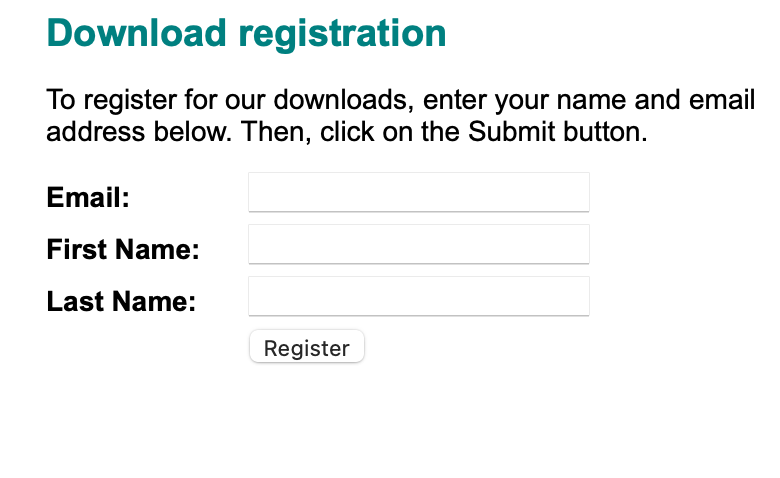 Download registration
To register for our downloads, enter your name and email
address below. Then, click on the Submit button.
Email:
First Name:
Last Name:
Register